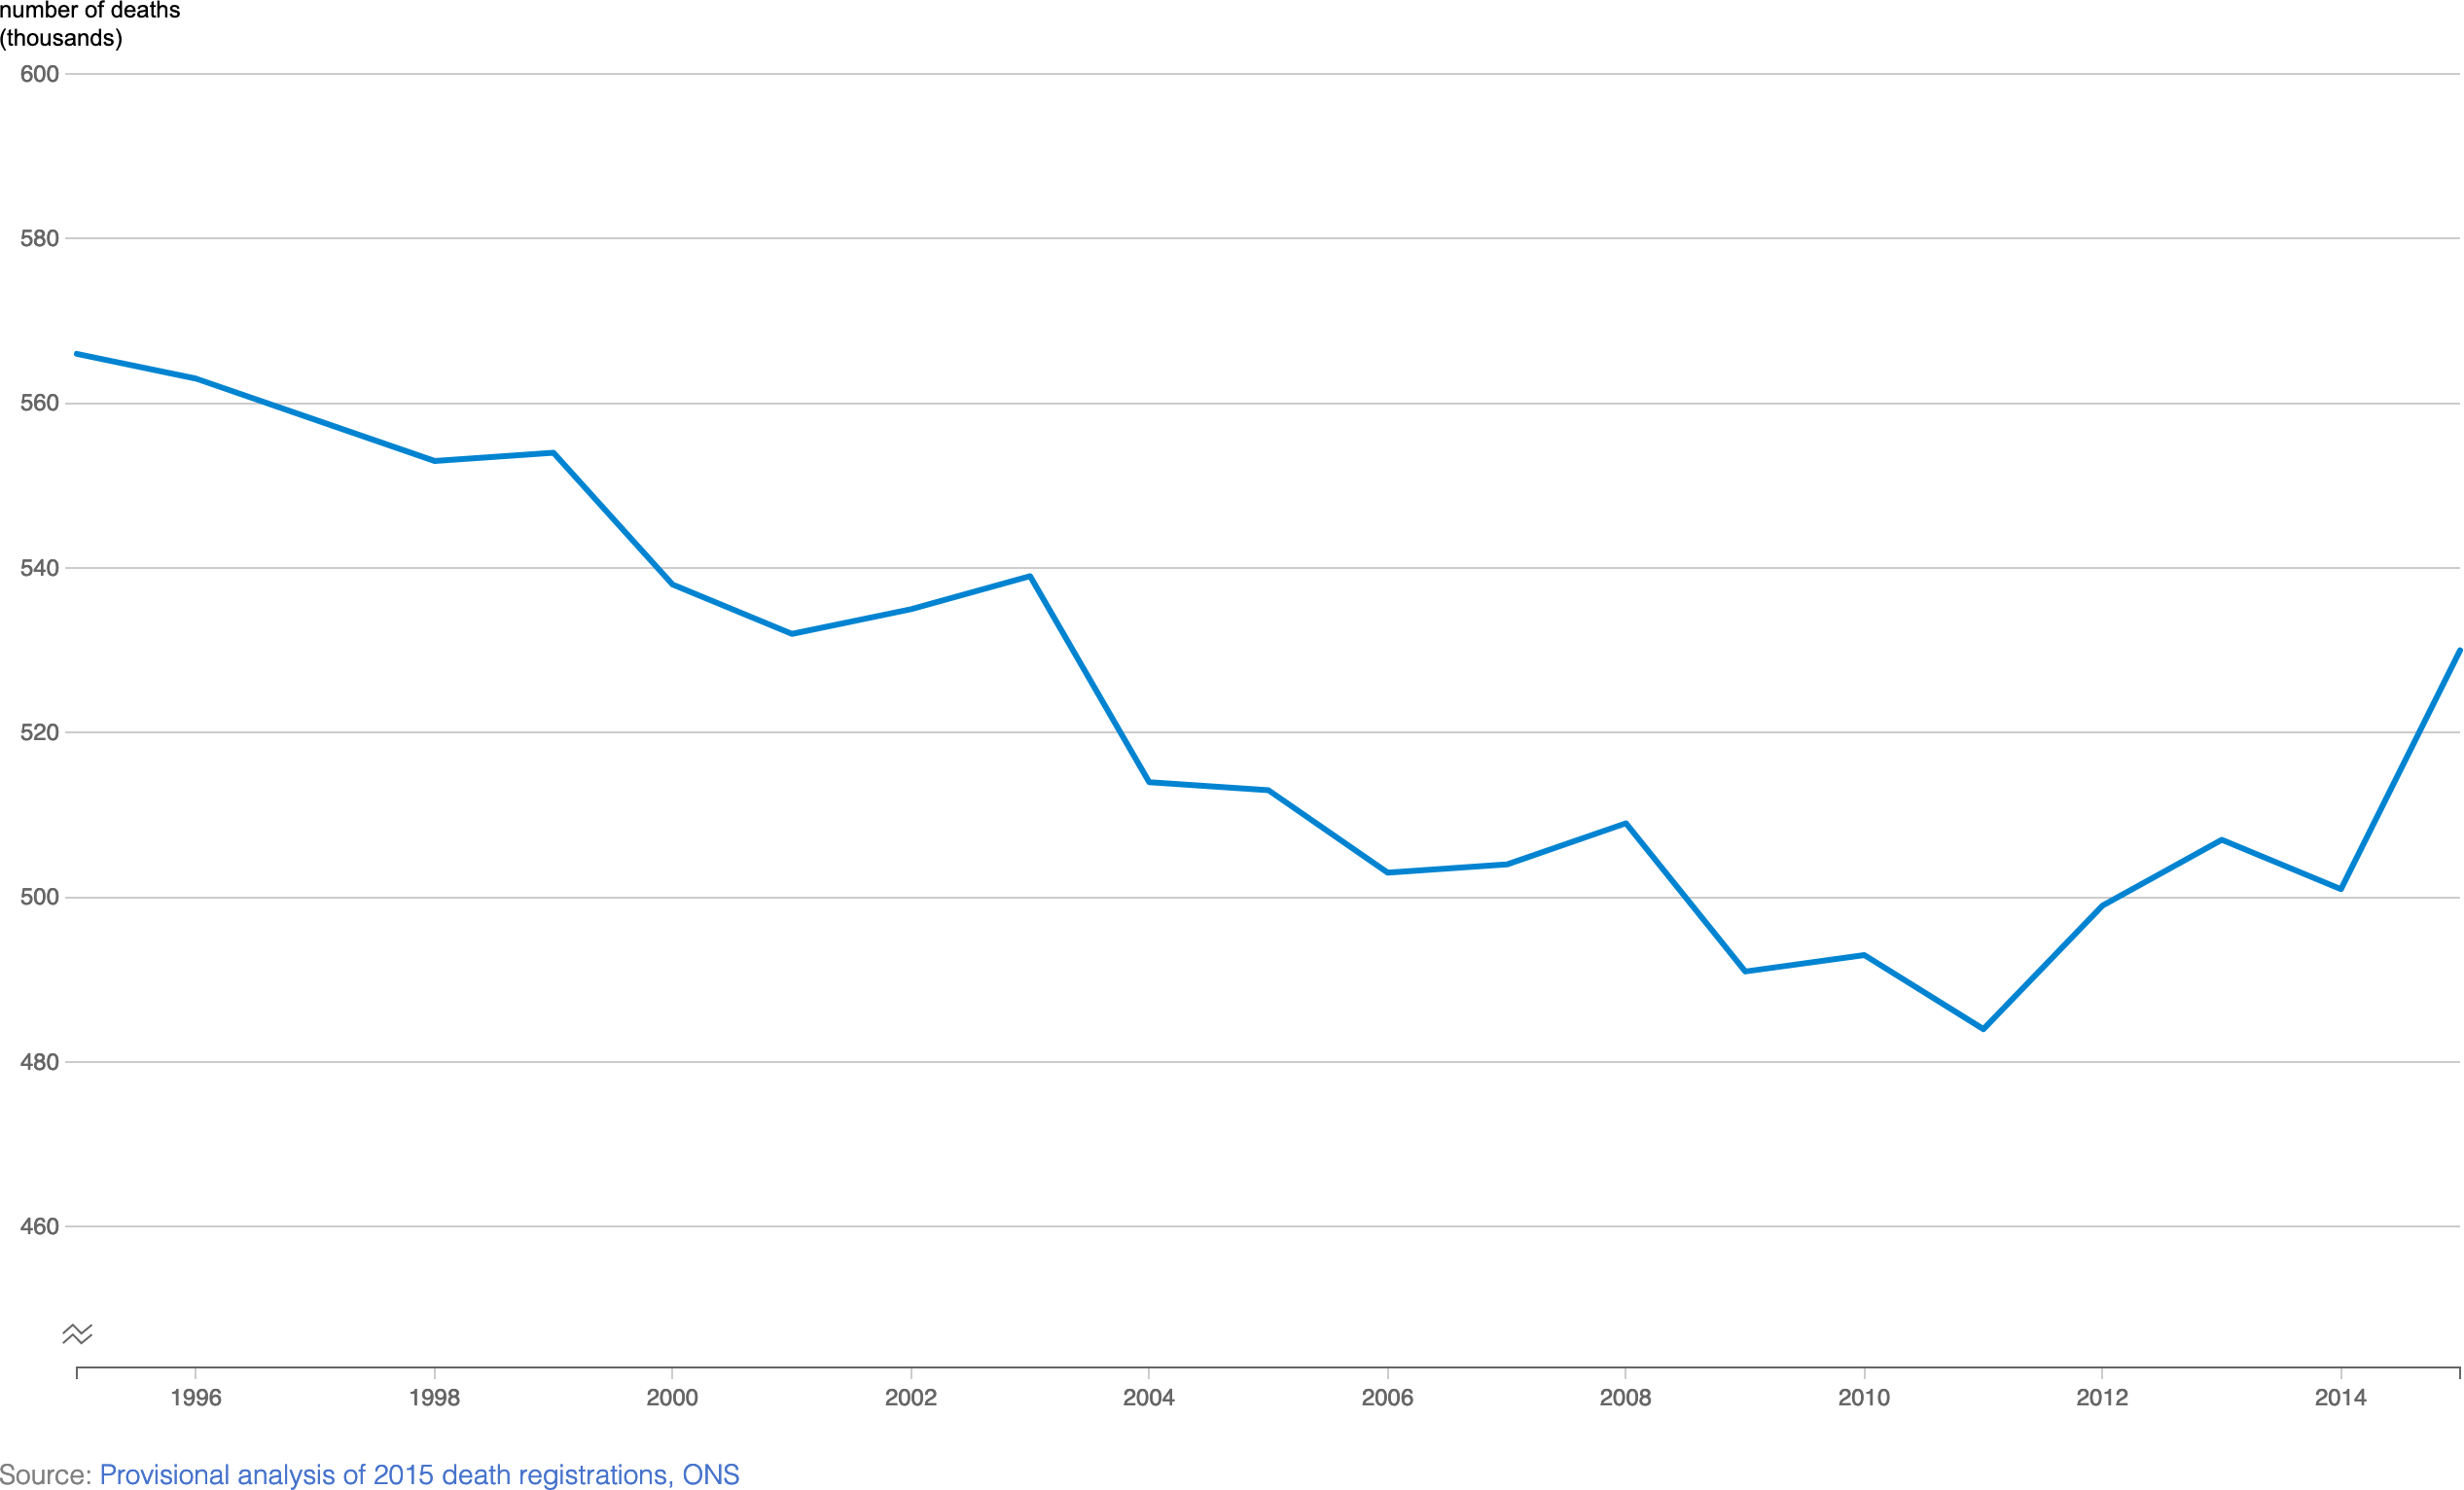 number of deaths
(thousands)
600
580
560
540
520
500
480
460
1996 1998 2000 2002 2004 2006 2008 2010 2012 2014
Source: Provisional analysis of 2015 death registrations, ONS